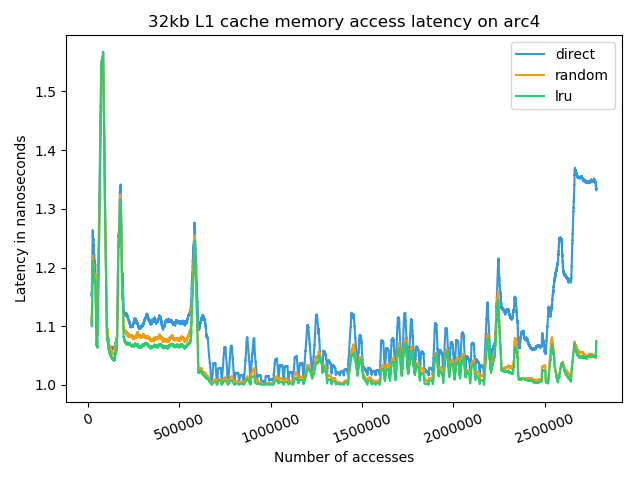 32kb L1 cache memory access latency on arc4
direct
random
lru
Latency in nanoseconds
1.5
1.4
1.3
1.2
1.1
1.0
0
500000
1000000
1500000
2000000
2500000
Number of accesses